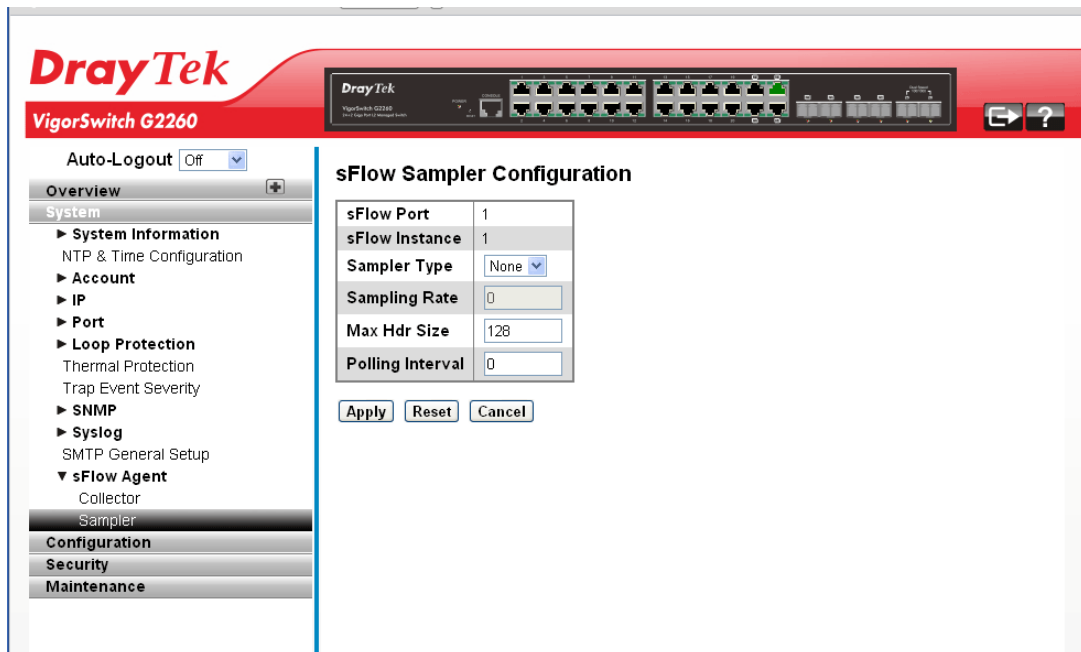 DrayTek
VigorSwitch G2260
DrayTek
VigorSwitch G2260
CONSOLE
POWER
?
Auto-Logout Off
Overview
System
► System Information
NTP & Time Configuration
► Account
► IP
► Port
► Loop Protection
Thermal Protection
Trap Event Severity
► SNMP
► Syslog
SMTP General Setup
▼ sFlow Agent
Collector
Sampler
Configuration
Security
Maintenance
sFlow Sampler Configuration
sFlow Port 1
sFlow Instance 1
Sampler Type None
Sampling Rate 0
Max Hdr Size 128
Polling Interval 0
Apply Reset Cancel